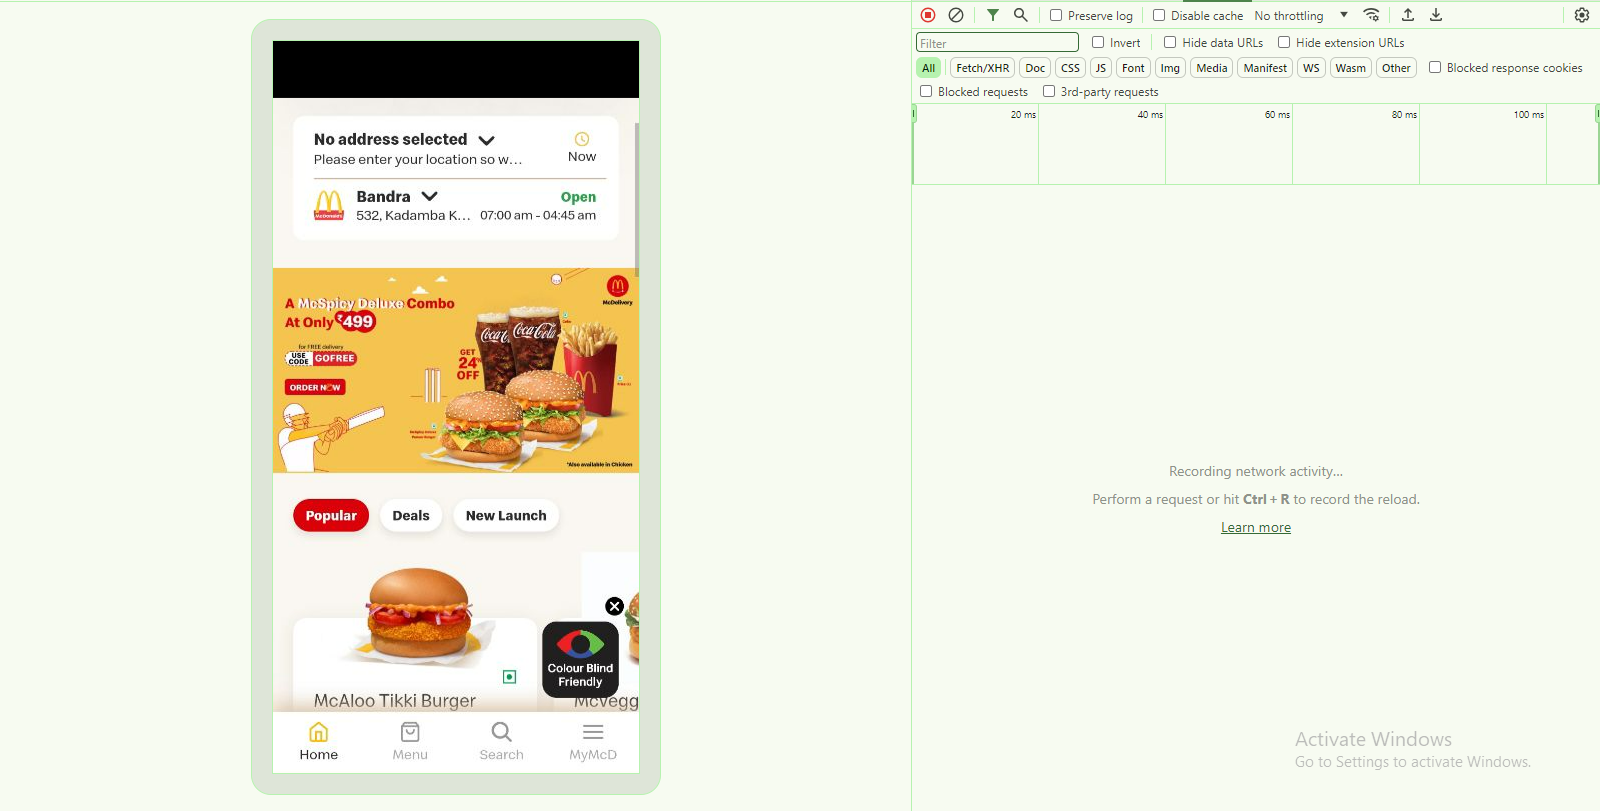 No address selected
Please enter your location so w...
Now
Bandra
Open
532, Kadamba K...
07:00 am - 04:45 am
McDonald's
A McSpicy Deluxe Combo
At Only ₹499
for FREE delivery
USE CODE GOFREE
ORDER NOW
GET
24%
OFF
Coca-Cola
Coca-Cola
McDelivery
*Also available in Chicken
Popular
Deals
New Launch
McAloo Tikki Burger
McVegg
Colour Blind
Friendly
Home
Menu
Search
MyMcD
Preserve log
Disable cache
No throttling
Filter
Invert
Hide data URLs
Hide extension URLs
All
Fetch/XHR
Doc
CSS
JS
Font
Img
Media
Manifest
WS
Wasm
Other
Blocked response cookies
Blocked requests
3rd-party requests
20 ms
40 ms
60 ms
80 ms
100 ms
Recording network activity...
Perform a request or hit Ctrl + R to record the reload.
Learn more
Activate Windows
Go to Settings to activate Windows.